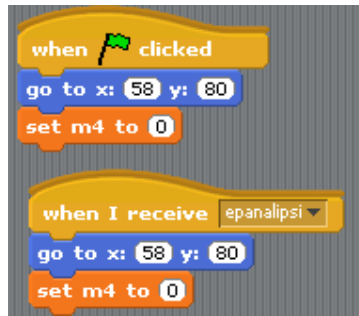 when clicked
go to x: 58 y: 80
set m4 to 0
when I receive epanalipsi
go to x: 58 y: 80
set m4 to 0